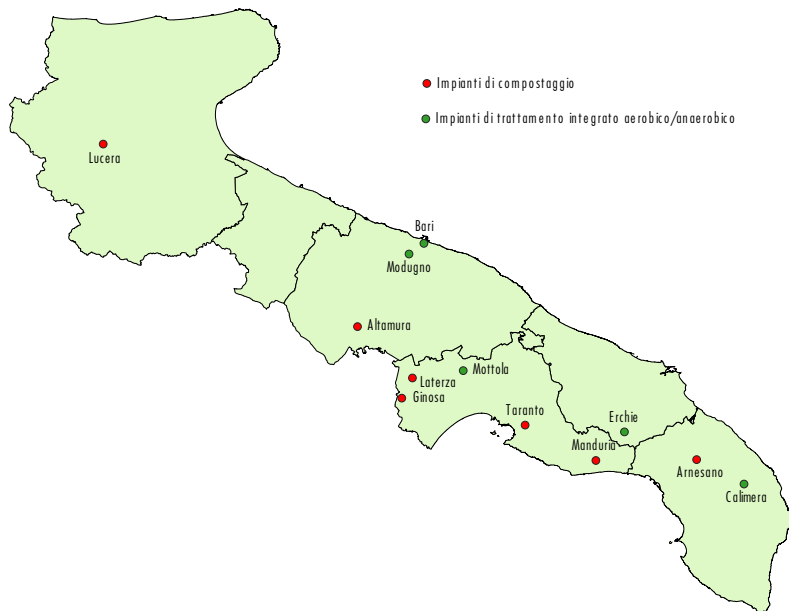 Impianti di compostaggio
Impianti di trattamento integrato aerobico/anaerobico
Lucera
Bari
Modugno
Altamura
Mottola
Laterza
Ginosa
Taranto
Erchie
Manduria
Arnesano
Calimera